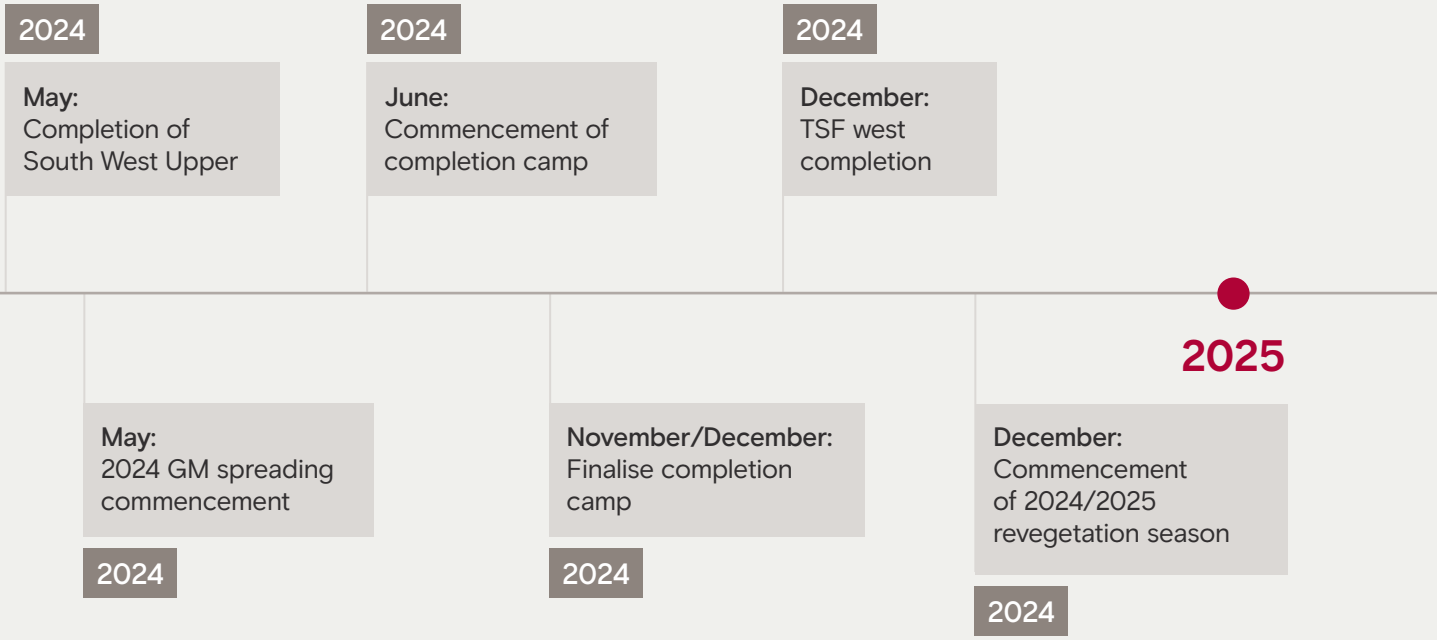 2024
May:
Completion of
South West Upper
2024
June:
Commencement of
completion camp
2024
December:
TSF west
completion
2025
May:
2024 GM spreading
commencement
2024
November/December:
Finalise completion
camp
2024
December:
Commencement
of 2024/2025
revegetation season
2024